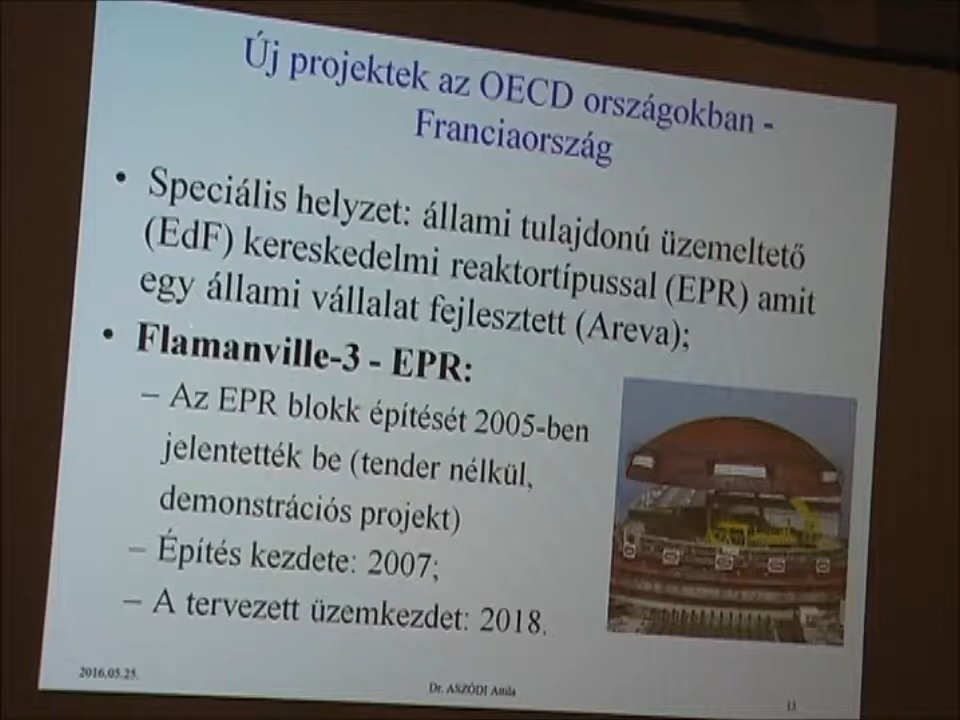 Új projektek az OECD országokban -
Franciaország
• Speciális helyzet: állami tulajdonú üzemeltető
(EdF) kereskedelmi reaktortípussal (EPR) amit
egy állami vállalat fejlesztett (Areva);
• Flamanville-3 - EPR:
– Az EPR blokk építését 2005-ben
jelentették be (tender nélkül,
demonstrációs projekt)
– Építés kezdete: 2007;
– A tervezett üzemkezdet: 2018.
2016.05.25.
Dr. ASZÓDI Attila
13